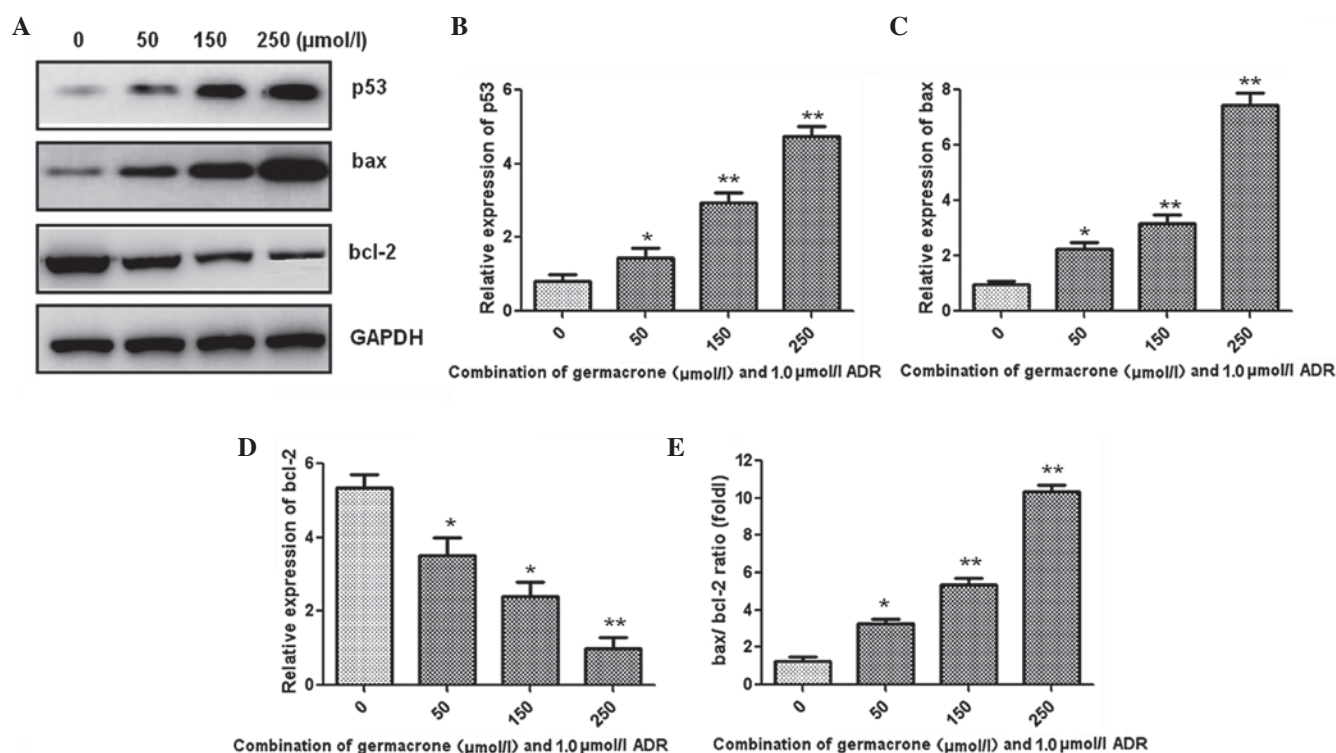 A
0 50 150 250 (μmol/l)
p53
bax
bcl-2
GAPDH
B
Relative expression of p53
6
4
2
0
*
**
**
0 50 150 250
Combination of germacrone (μmol/l) and 1.0 μmol/l ADR
C
Relative expression of bax
8
6
4
2
0
*
**
**
0 50 150 250
Combination of germacrone (μmol/l) and 1.0 μmol/l ADR
D
Relative expression of bcl-2
6
4
2
0
*
*
**
0 50 150 250
Combination of germacrone (μmol/l) and 1.0 μmol/l ADR
E
bax/ bcl-2 ratio (foldl)
12
10
8
6
4
2
0
*
**
**
0 50 150 250
Combination of germacrone (μmol/l) and 1.0 μmol/l ADR